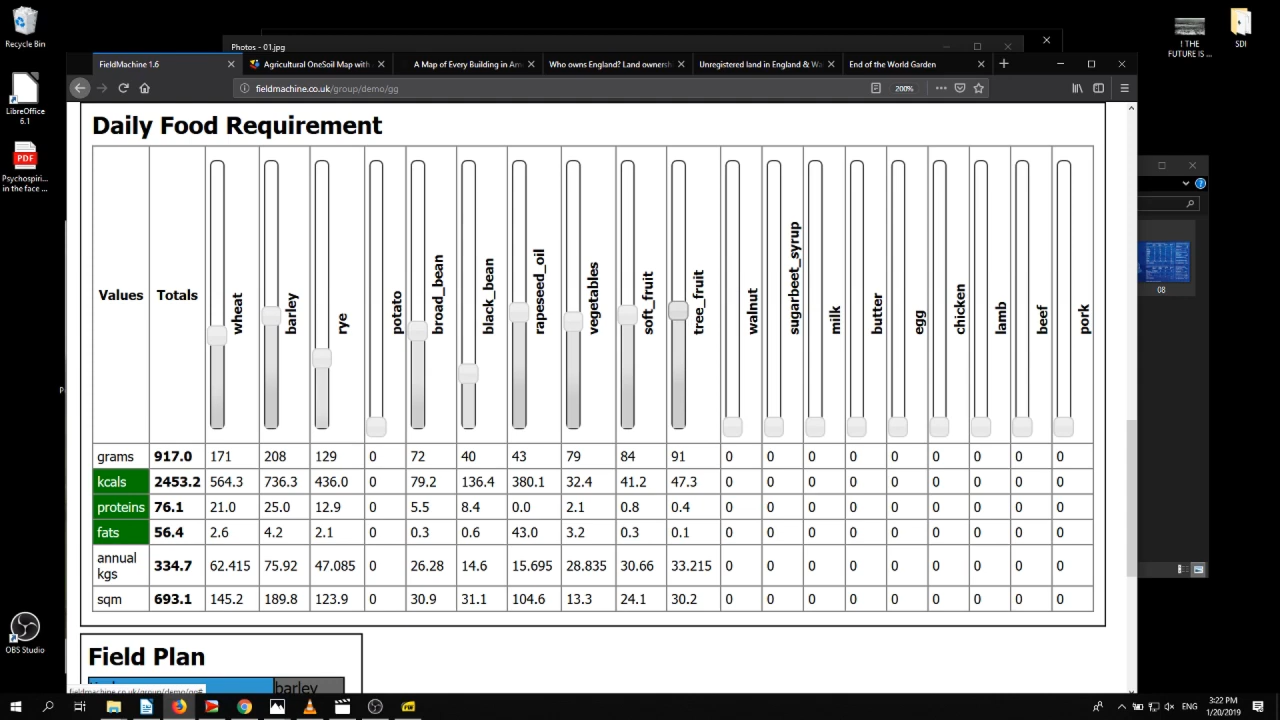 Recycle Bin
! THE FUTURE IS ...
SDI
Photos - 01.jpg
FieldMachine 1.6
Agricultural OneSoil Map with
A Map of Every Building in Am
Who owns England? Land ownersh
Unregistered land in England & Wa
End of the World Garden
fieldmachine.co.uk/group/demo/gg
200%
LibreOffice 6.1
Psychospiri... in the face ...
08
Daily Food Requirement
Values Totals wheat barley rye potato broad_bean black_bean rapeseed_oil vegetables soft_fruit tree_fruit walnut sugarbeet_syrup milk butter egg chicken lamb beef pork
grams 917.0 171 208 129 0 72 40 43 79 84 91 0 0 0 0 0 0 0 0 0
kcals 2453.2 564.3 736.3 436.0 0 79.2 136.4 380.1 32.4 41.2 47.3 0 0 0 0 0 0 0 0 0
proteins 76.1 21.0 25.0 12.9 0 5.5 8.4 0.0 2.1 0.8 0.4 0 0 0 0 0 0 0 0 0
fats 56.4 2.6 4.2 2.1 0 0.3 0.6 43.0 3.2 0.3 0.1 0 0 0 0 0 0 0 0 0
annual kgs 334.7 62.415 75.92 47.085 0 26.28 14.6 15.695 28.835 30.66 33.215 0 0 0 0 0 0 0 0 0
sqm 693.1 145.2 189.8 123.9 0 30.9 31.1 104.6 13.3 24.1 30.2 0 0 0 0 0 0 0 0 0
OBS Studio
Field Plan
barley
fieldmachine.co.uk/group/demo/gg#
ENG
3:22 PM
1/20/2019